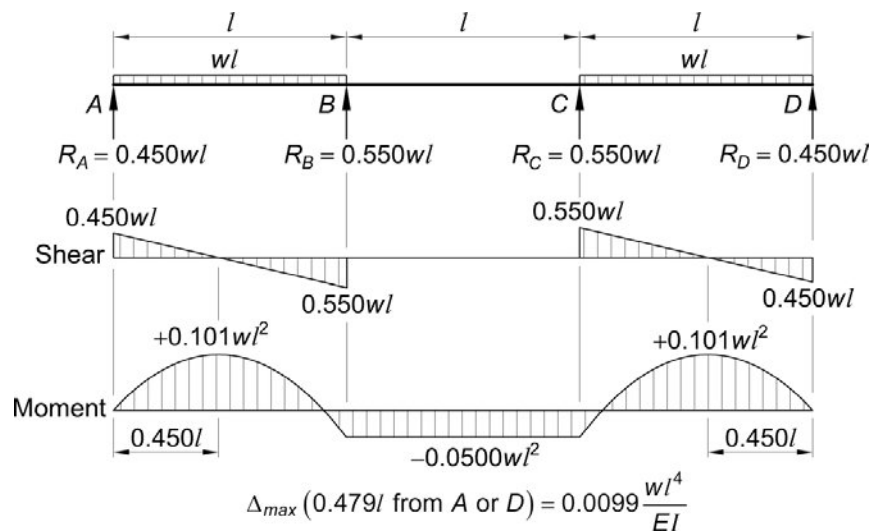 l l l
wl wl
A B C D
R_A = 0.450wl R_B = 0.550wl R_C = 0.550wl R_D = 0.450wl
0.450wl 0.550wl
Shear
0.550wl 0.450wl
+0.101wl² +0.101wl²
Moment
0.450l −0.0500wl² 0.450l
Δmax (0.479l from A or D) = 0.0099 wl⁴/EI